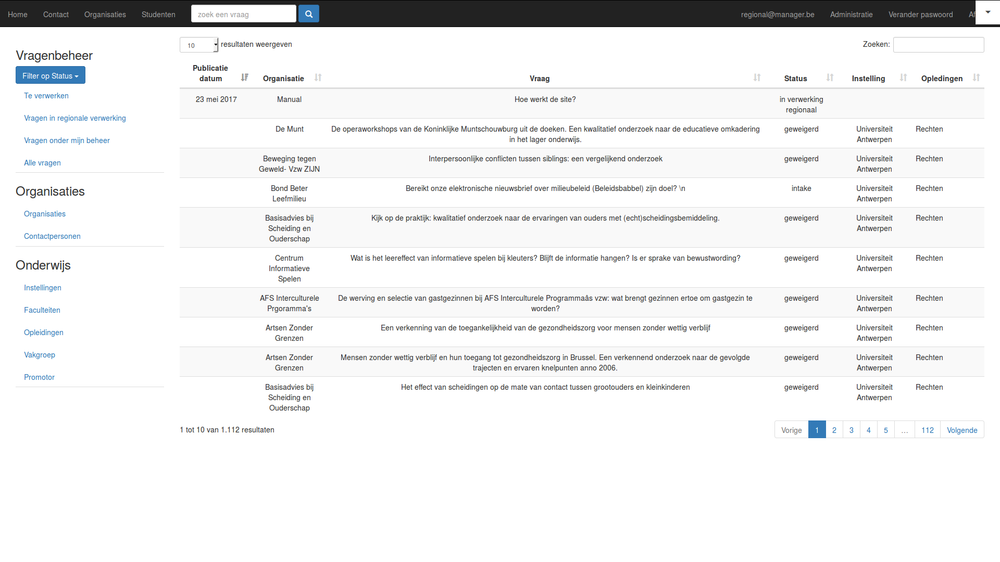 Home Contact Organisaties Studenten zoek een vraag regional@manager.be Administratie Verander paswoord Af
Vragenbeheer
Filter op Status
Te verwerken
Vragen in regionale verwerking
Vragen onder mijn beheer
Alle vragen
Organisaties
Organisaties
Contactpersonen
Onderwijs
Instellingen
Faculteiten
Opleidingen
Vakgroep
Promotor
10 resultaten weergeven Zoeken:
Publicatie
datum Organisatie Vraag Status Instelling Opledingen
23 mei 2017 Manual Hoe werkt de site? in verwerking
regionaal
De Munt De operaworkshops van de Koninklijke Muntschouwburg uit de doeken. Een kwalitatief onderzoek naar de educatieve omkadering geweigerd Universiteit Rechten
in het lager onderwijs. Antwerpen
Beweging tegen Interpersoonlijke conflicten tussen siblings: een vergelijkend onderzoek geweigerd Universiteit Rechten
Geweld- Vzw ZIJN Antwerpen
Bond Beter Bereikt onze elektronische nieuwsbrief over milieubeleid (Beleidsbabbel) zijn doel? \n intake Universiteit Rechten
Leefmilieu Antwerpen
Basisadvies bij Kijk op de praktijk: kwalitatief onderzoek naar de ervaringen van ouders met (echt)scheidingsbemiddeling. geweigerd Universiteit Rechten
Scheiding en Antwerpen
Ouderschap
Centrum Wat is het leereffect van informatieve spelen bij kleuters? Blijft de informatie hangen? Is er sprake van bewustwording? geweigerd Universiteit Rechten
Informatieve Antwerpen
Spelen
AFS Interculturele De werving en selectie van gastgezinnen bij AFS Interculturele Programmaâs vzw: wat brengt gezinnen ertoe om gastgezin te geweigerd Universiteit Rechten
Prgoramma's worden? Antwerpen
Artsen Zonder Een verkenning van de toegankelijkheid van de gezondheidszorg voor mensen zonder wettig verblijf geweigerd Universiteit Rechten
Grenzen Antwerpen
Artsen Zonder Mensen zonder wettig verblijf en hun toegang tot gezondheidszorg in Brussel. Een verkennend onderzoek naar de gevolgde geweigerd Universiteit Rechten
Grenzen trajecten en ervaren knelpunten anno 2006. Antwerpen
Basisadvies bij Het effect van scheidingen op de mate van contact tussen grootouders en kleinkinderen geweigerd Universiteit Rechten
Scheiding en Antwerpen
Ouderschap
1 tot 10 van 1.112 resultaten Vorige 1 2 3 4 5 … 112 Volgende